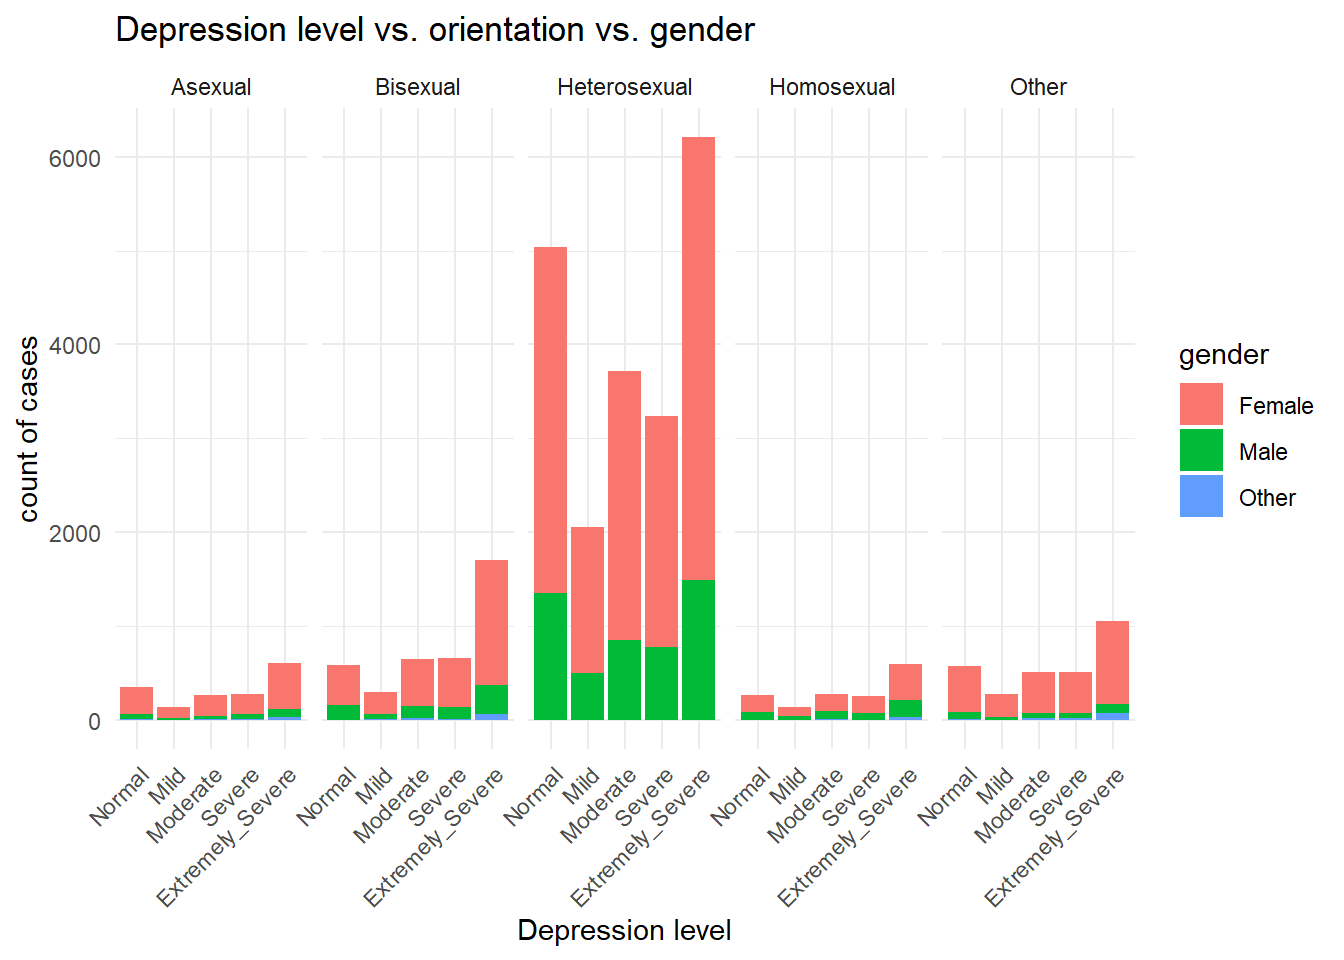 Depression level vs. orientation vs. gender
Asexual Bisexual Heterosexual Homosexual Other
6000
4000
2000
0
count of cases
Normal Mild Moderate Severe Extremely_Severe Normal Mild Moderate Severe Extremely_Severe Normal Mild Moderate Severe Extremely_Severe Normal Mild Moderate Severe Extremely_Severe Normal Mild Moderate Severe Extremely_Severe
Depression level
gender
Female
Male
Other